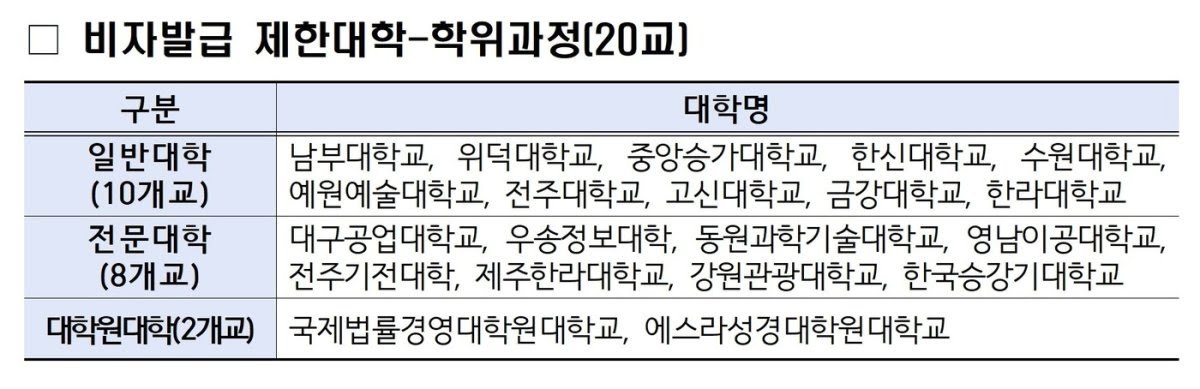 □ 비자발급 제한대학-학위과정(20교)
구분 대학명
일반대학
(10개교)
남부대학교, 위덕대학교, 중앙승가대학교, 한신대학교, 수원대학교,
예원예술대학교, 전주대학교, 고신대학교, 금강대학교, 한라대학교
전문대학
(8개교)
대구공업대학교, 우송정보대학, 동원과학기술대학교, 영남이공대학교,
전주기전대학, 제주한라대학교, 강원관광대학교, 한국승강기대학교
대학원대학(2개교) 국제법률경영대학원대학교, 에스라성경대학원대학교